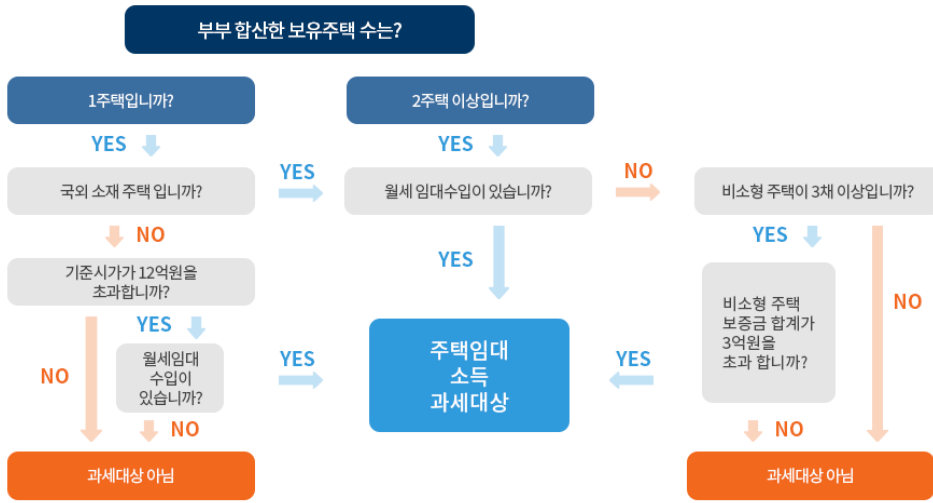 부부 합산한 보유주택 수는?
1주택입니까?
2주택 이상입니까?
YES
YES
국외 소재 주택 입니까?
YES
월세 임대수입이 있습니까?
NO
비소형 주택이 3채 이상입니까?
NO
YES
YES
NO
기준시가가 12억원을
초과합니까?
비소형 주택
보증금 합계가
3억원을
초과 합니까?
YES
NO
월세임대
수입이
있습니까?
YES
주택임대
소득
과세대상
YES
NO
NO
과세대상 아님
과세대상 아님